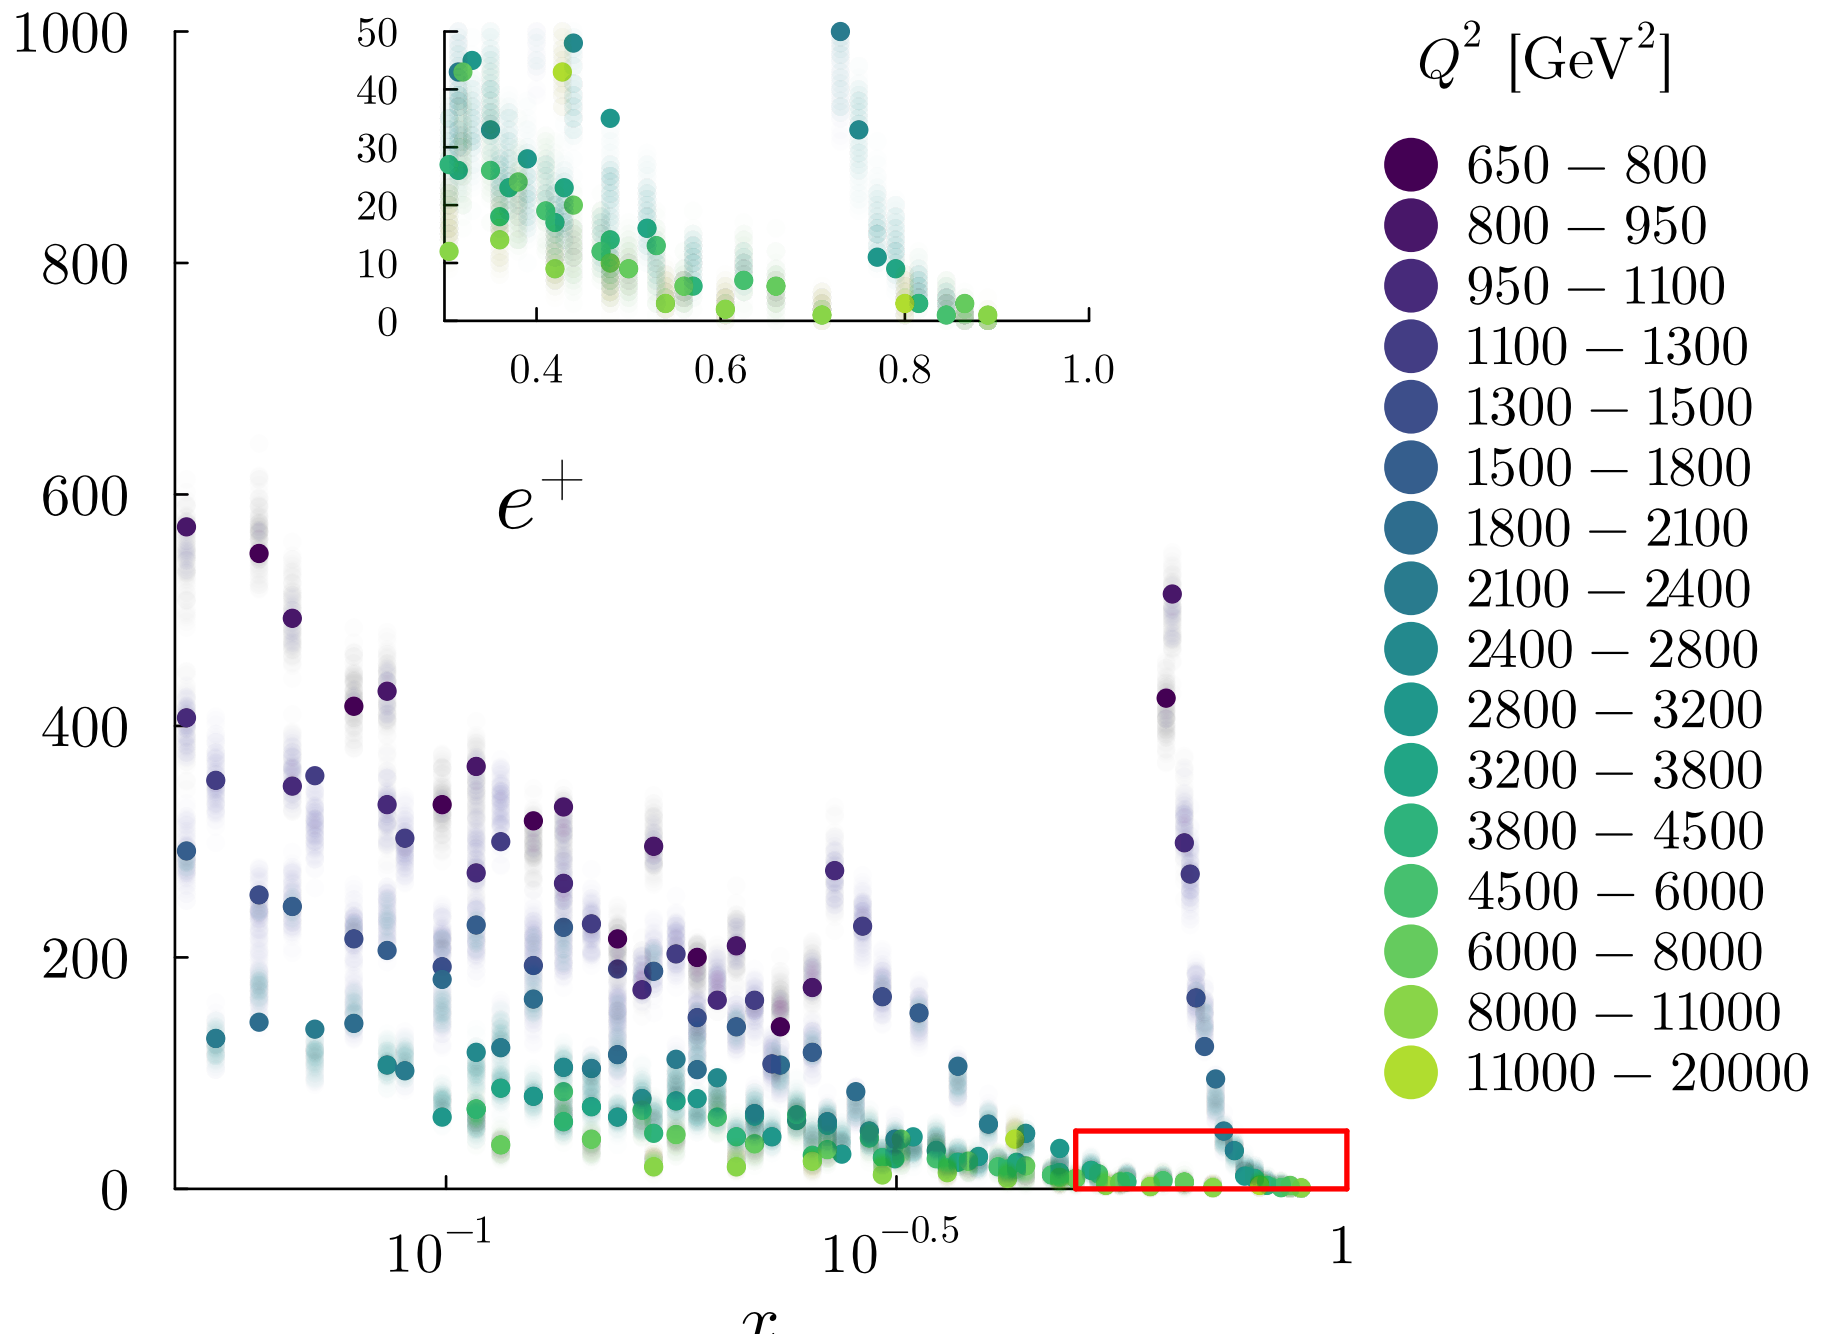 1000
800
600
400
200
0
50
40
30
20
10
0
0.4 0.6 0.8 1.0
e⁺
10⁻¹ 10⁻⁰·⁵ 1
x
Q² [GeV²]
650 − 800
800 − 950
950 − 1100
1100 − 1300
1300 − 1500
1500 − 1800
1800 − 2100
2100 − 2400
2400 − 2800
2800 − 3200
3200 − 3800
3800 − 4500
4500 − 6000
6000 − 8000
8000 − 11000
11000 − 20000